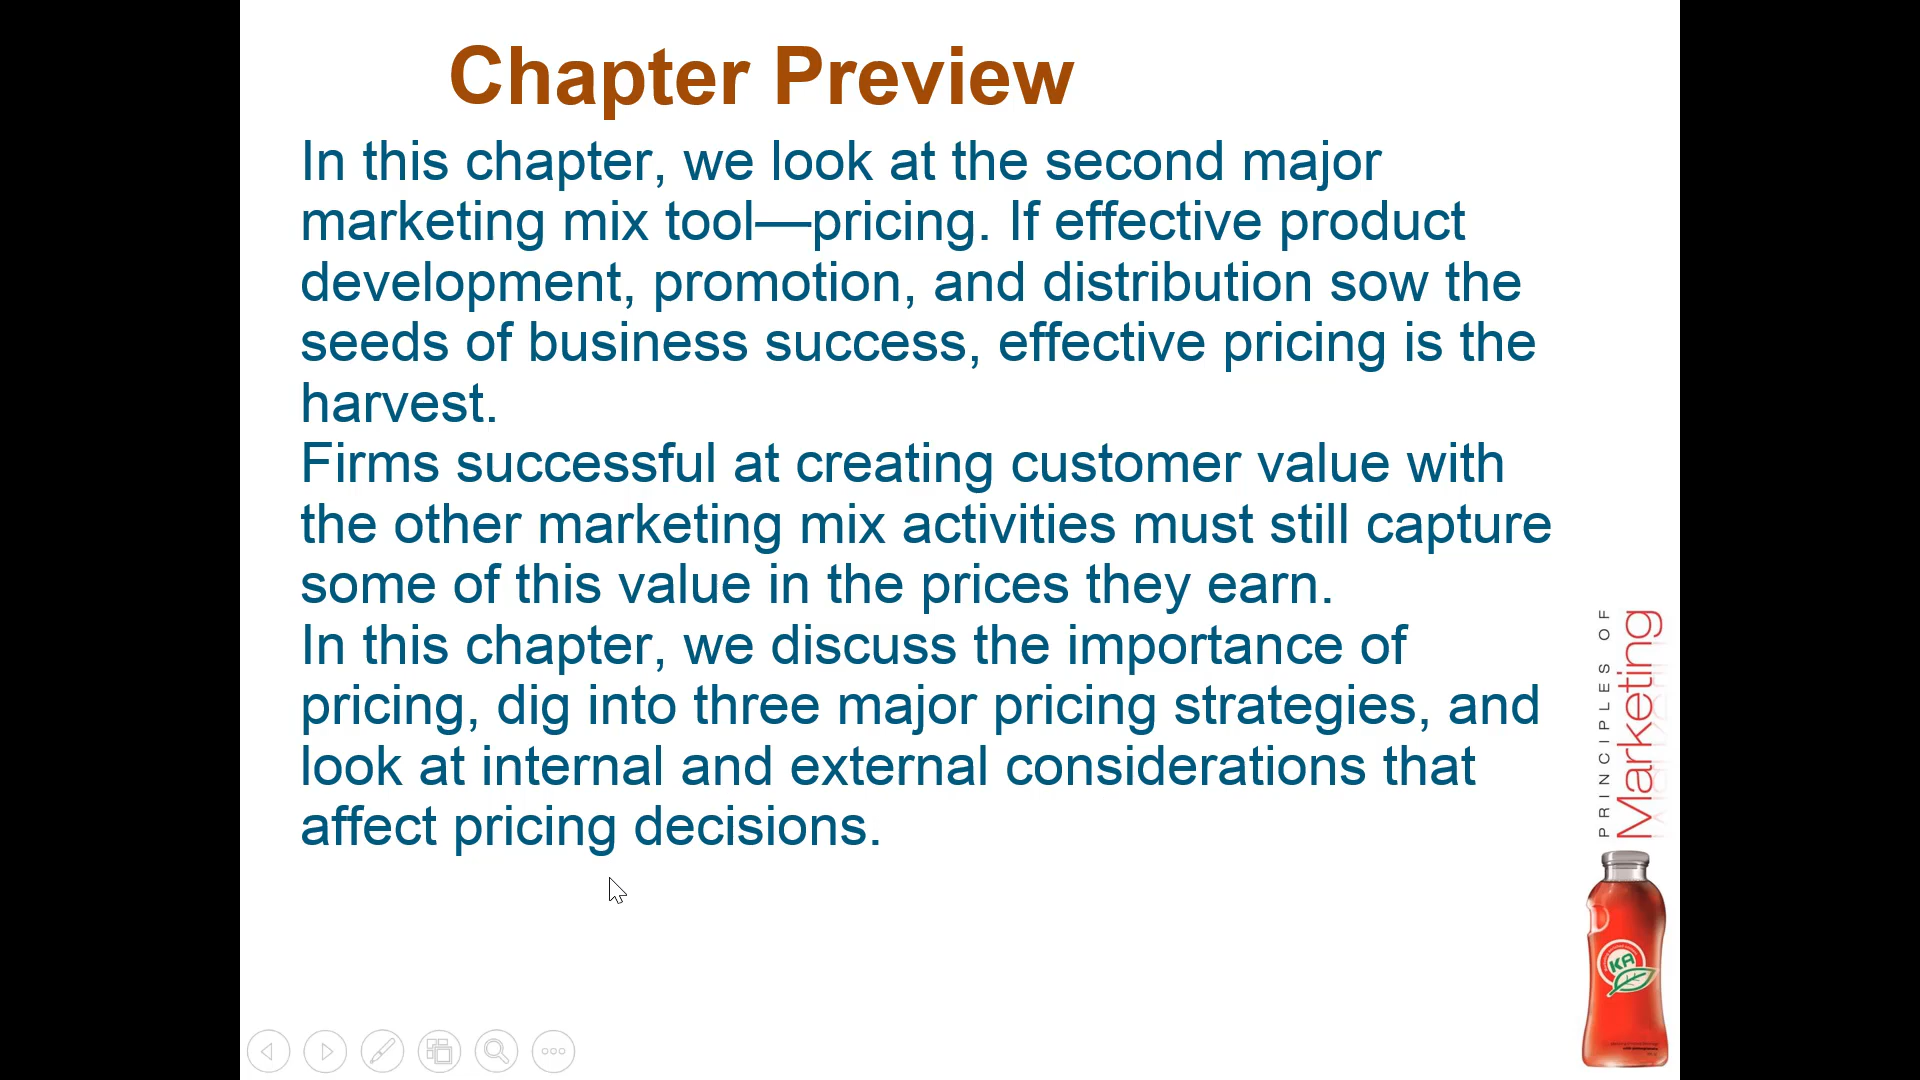 Chapter Preview
In this chapter, we look at the second major
marketing mix tool—pricing. If effective product
development, promotion, and distribution sow the
seeds of business success, effective pricing is the
harvest.
Firms successful at creating customer value with
the other marketing mix activities must still capture
some of this value in the prices they earn.
In this chapter, we discuss the importance of
pricing, dig into three major pricing strategies, and
look at internal and external considerations that
affect pricing decisions.
PRINCIPLES OF
Marketing
KA